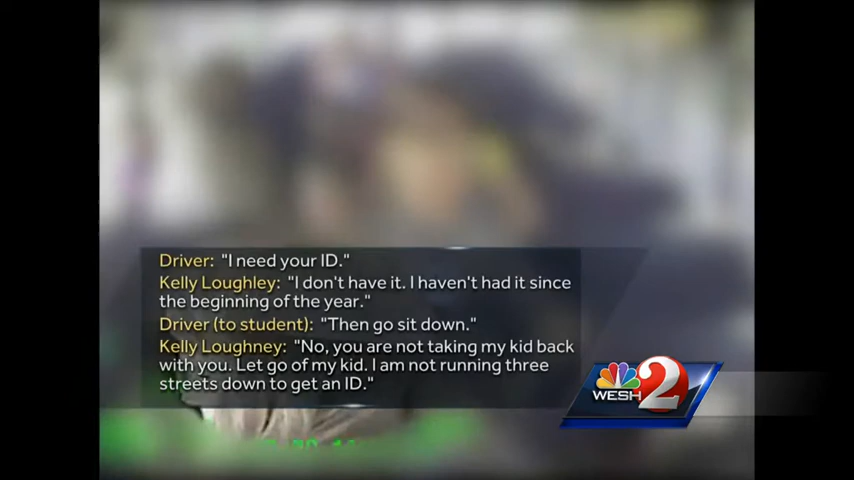 Driver: "I need your ID."
Kelly Loughley: "I don't have it. I haven't had it since
the beginning of the year."
Driver (to student): "Then go sit down."
Kelly Loughney: "No, you are not taking my kid back
with you. Let go of my kid. I am not running three
streets down to get an ID."
WESH 2